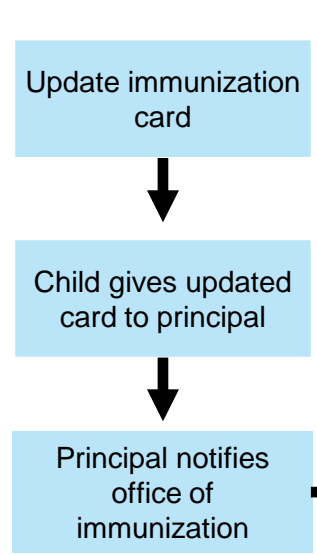 Update immunization
card
Child gives updated
card to principal
Principal notifies
office of
immunization